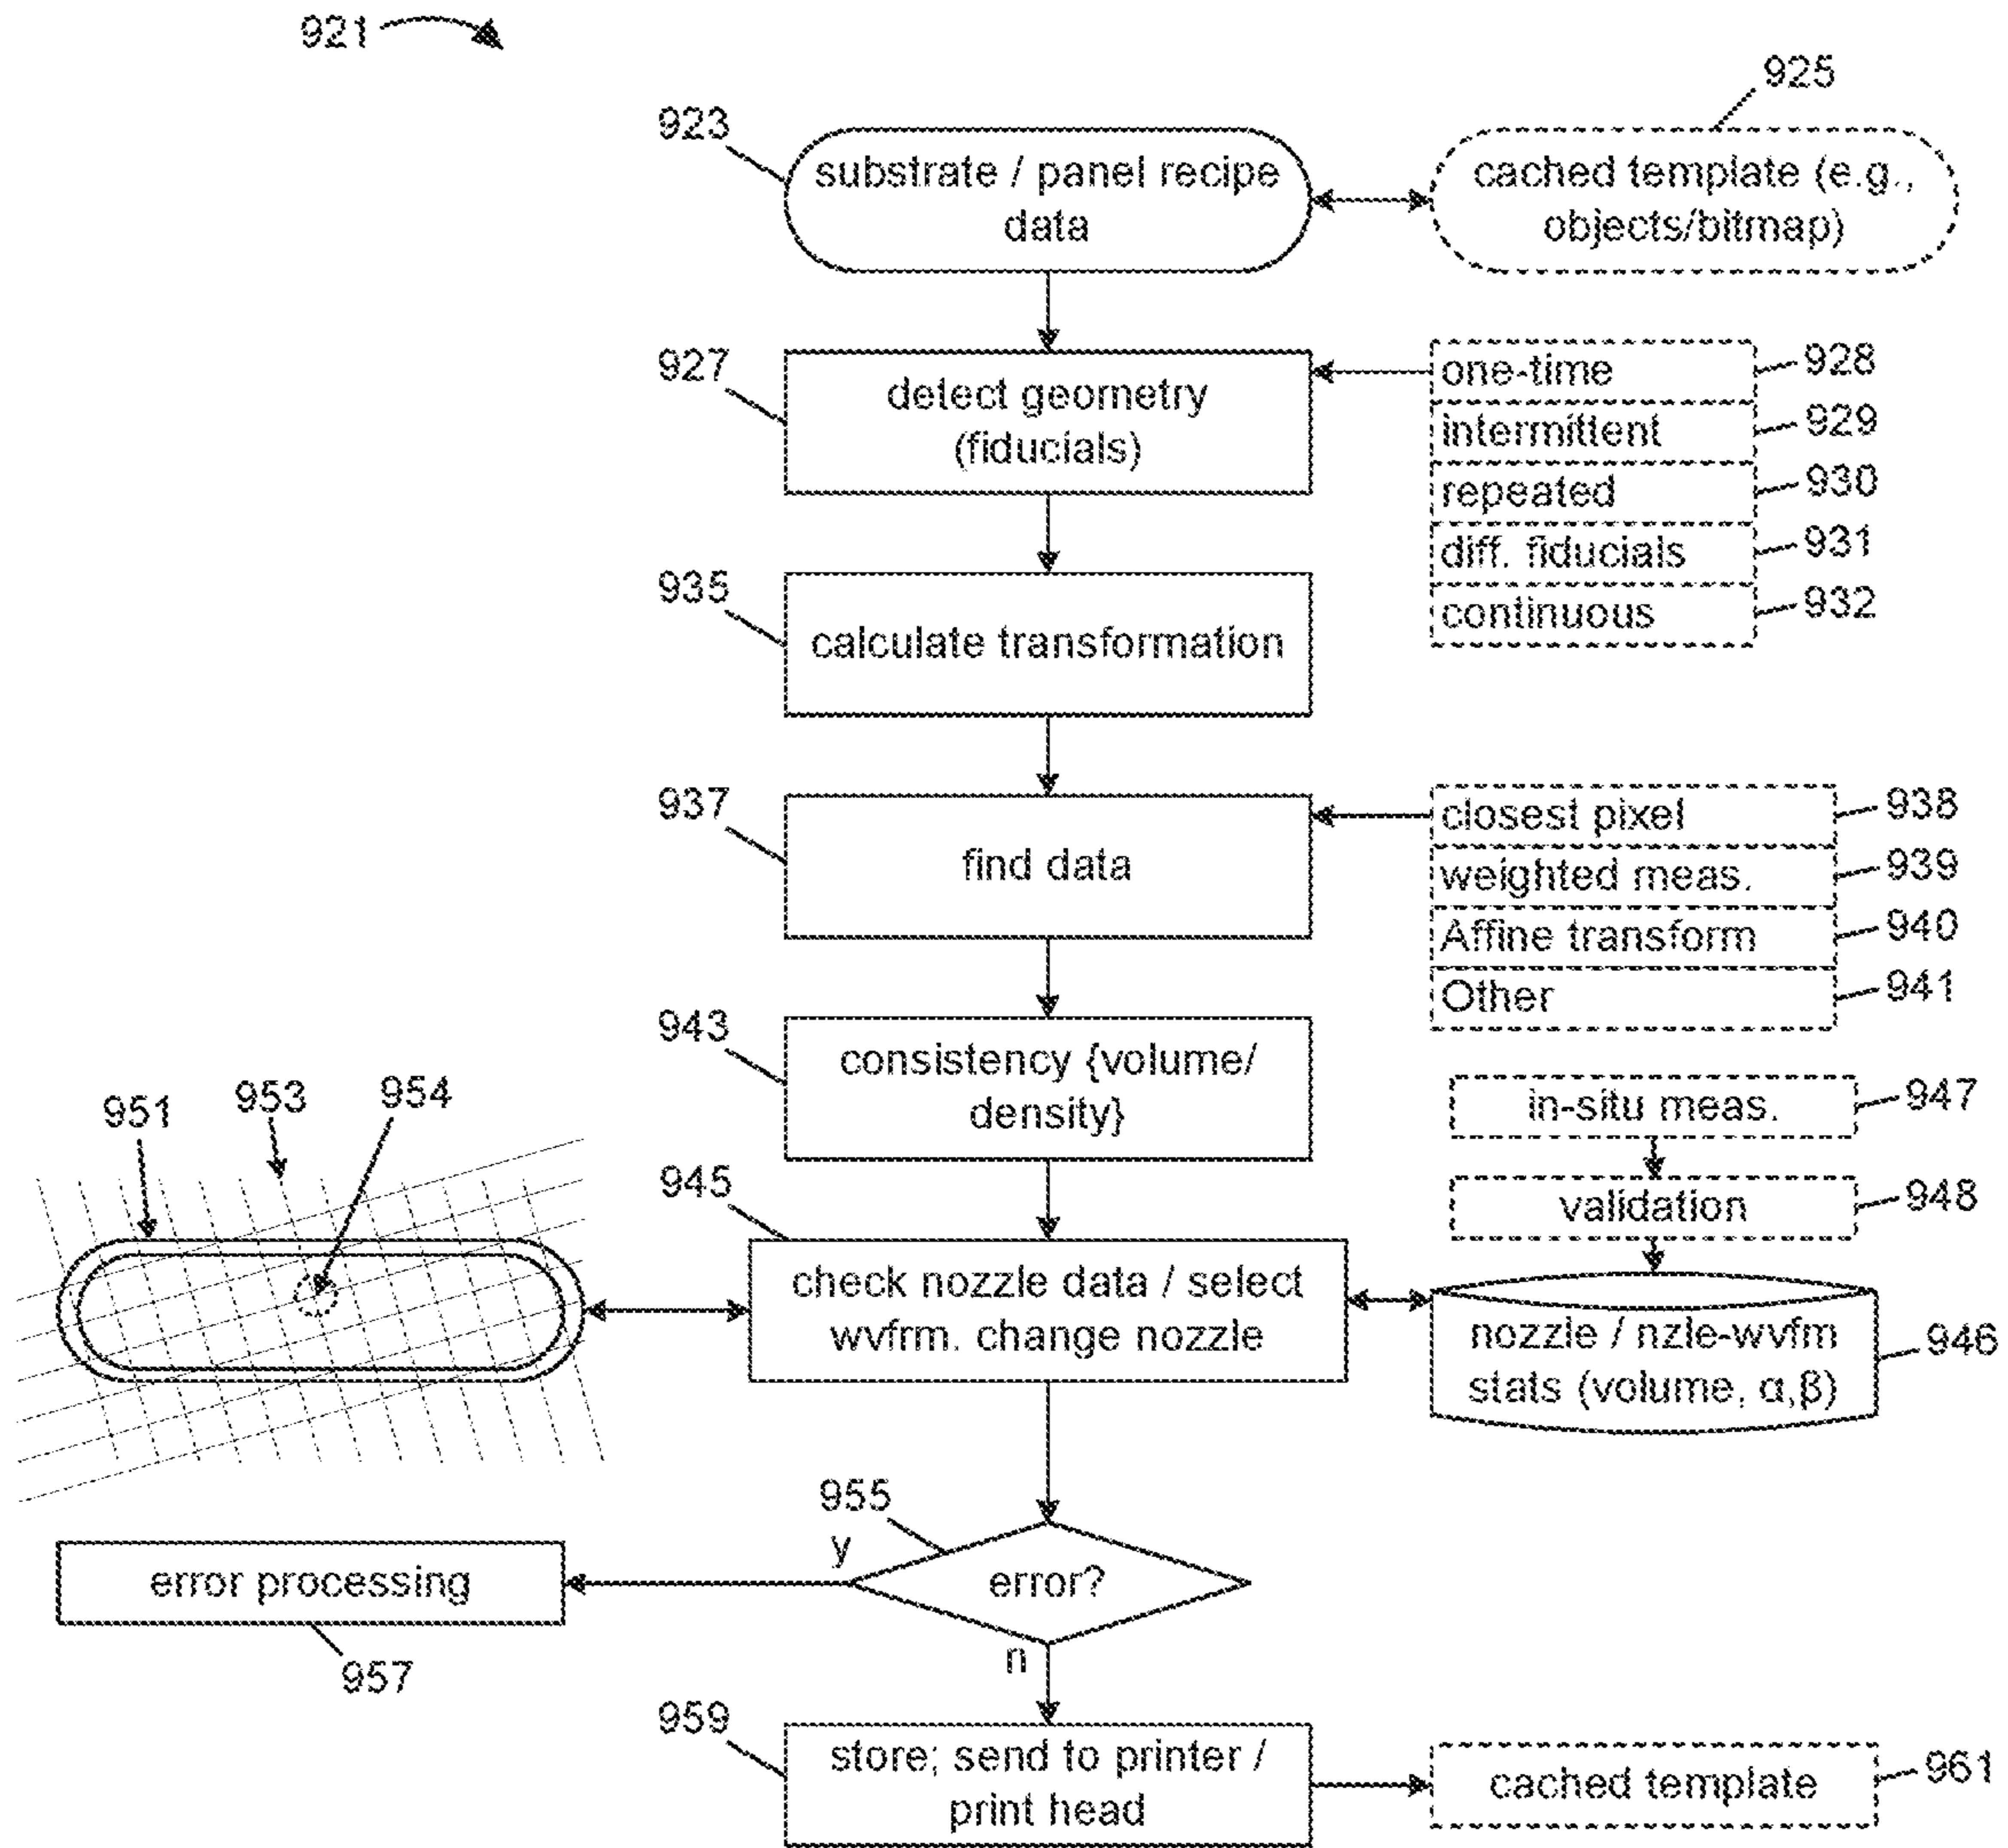 921
925
923
substrate / panel recipe
data
cached template (e.g.,
objects/bitmap)
927
detect geometry
(fiducials)
one-time
928
intermittent
929
repeated
930
diff. fiducials
931
continuous
932
935
calculate transformation
937
find data
closest pixel
938
weighted meas.
939
Affine transform
940
Other
941
943
consistency {volume/
density}
in-situ meas.
947
validation
948
951
953
954
945
check nozzle data / select
wvfrm. change nozzle
nozzle / nzle-wvfm
stats (volume, α,β)
946
955
y
error?
n
error processing
957
959
store; send to printer /
print head
cached template
961